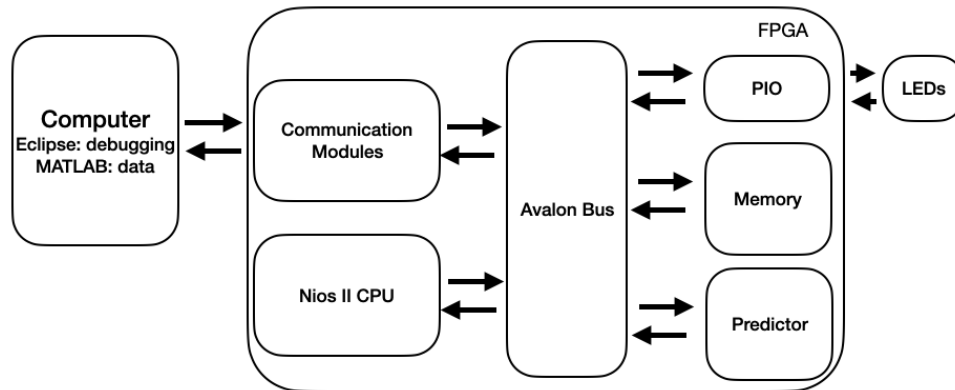 FPGA
Computer
Eclipse: debugging
MATLAB: data
Communication
Modules
Nios II CPU
Avalon Bus
PIO
LEDs
Memory
Predictor